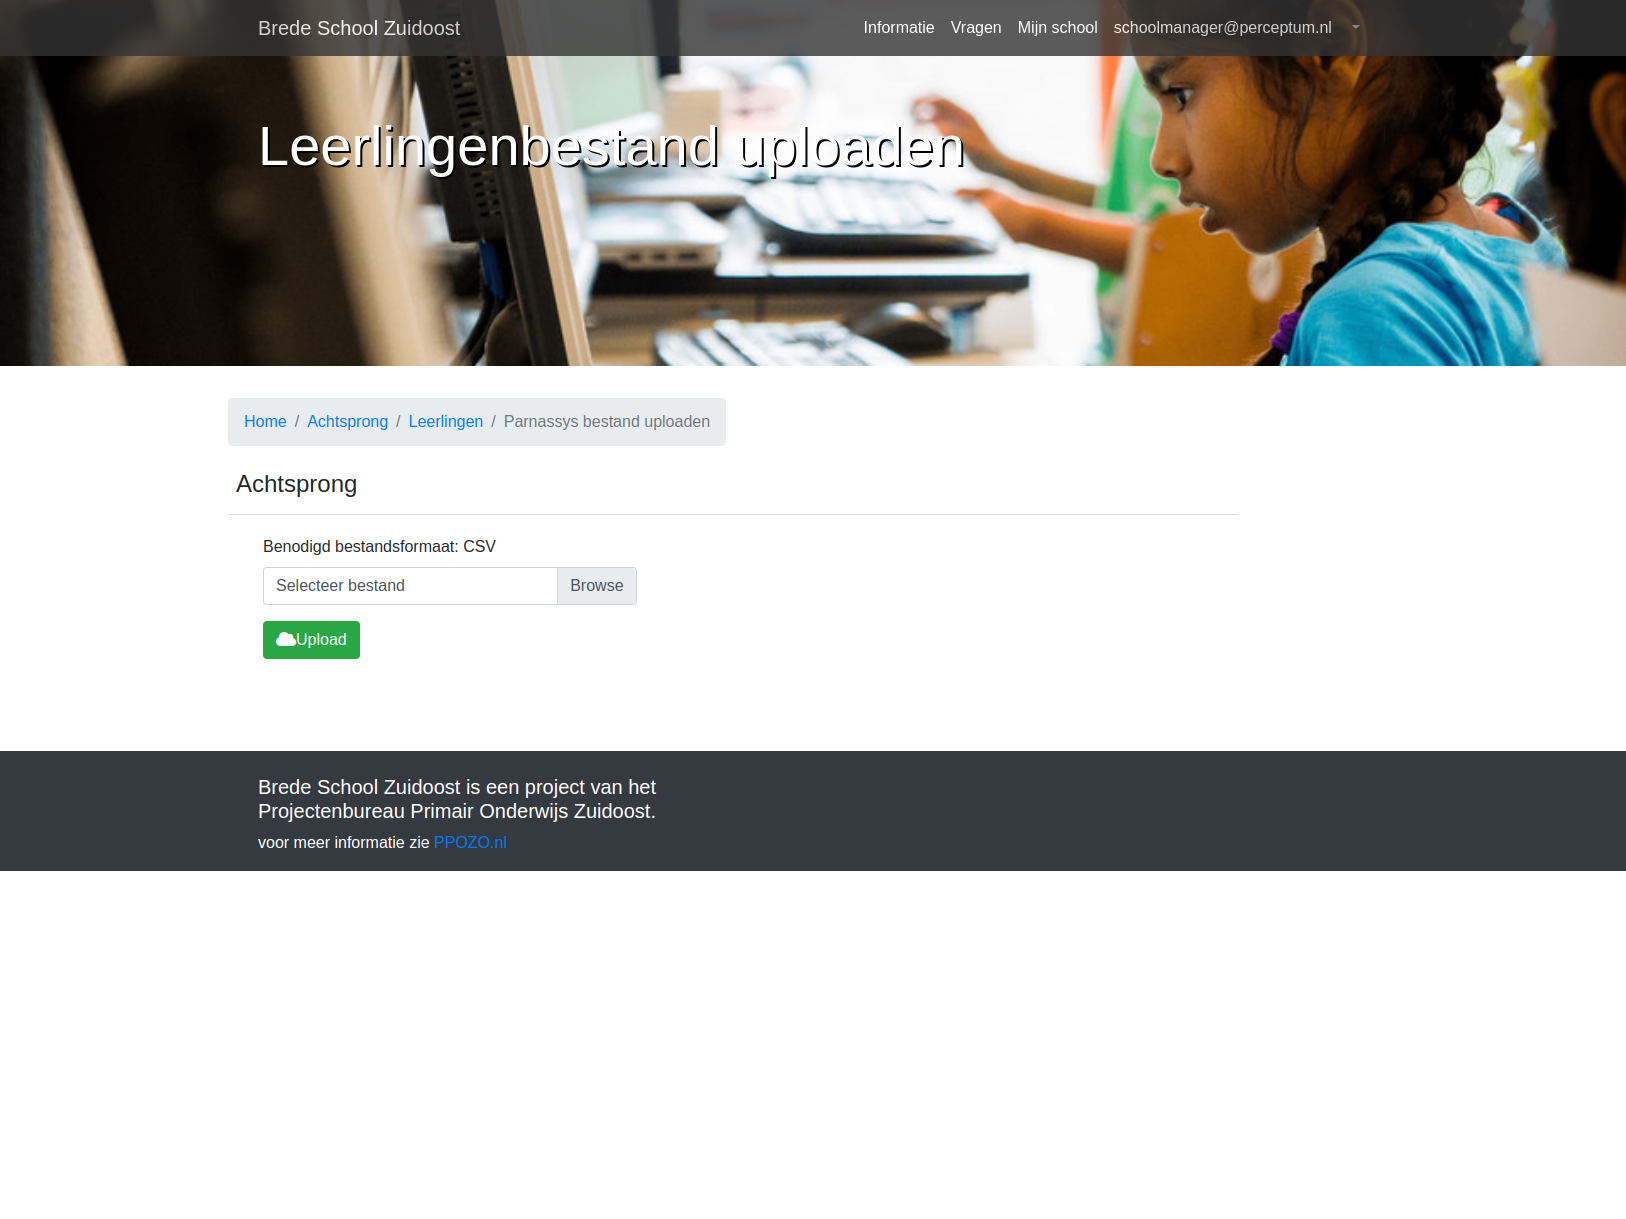 Brede School Zuidoost
Informatie Vragen Mijn school schoolmanager@perceptum.nl
Leerlingenbestand uploaden
Home / Achtsprong / Leerlingen / Parnassys bestand uploaden
Achtsprong
Benodigd bestandsformaat: CSV
Selecteer bestand Browse
Upload
Brede School Zuidoost is een project van het
Projectenbureau Primair Onderwijs Zuidoost.
voor meer informatie zie PPOZO.nl